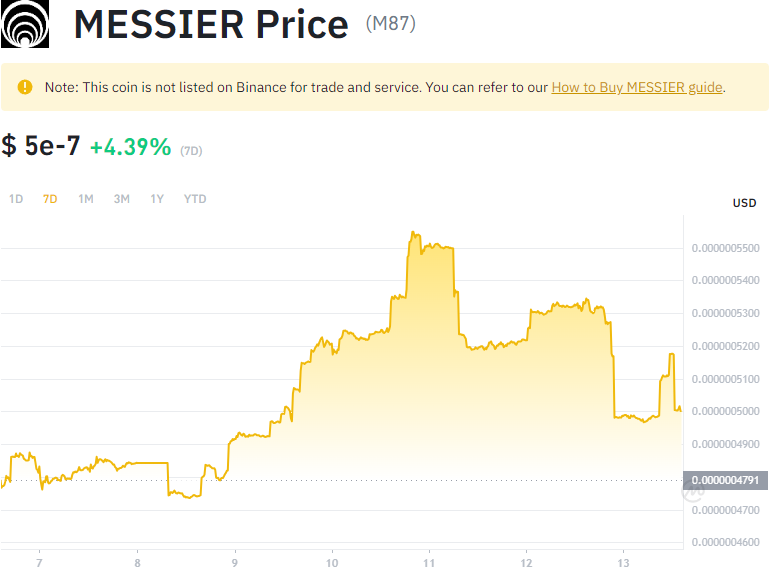 MESSIER Price (M87)
Note: This coin is not listed on Binance for trade and service. You can refer to our How to Buy MESSIER guide.
$ 5e-7 +4.39% (7D)
1D 7D 1M 3M 1Y YTD
USD
0.0000005500
0.0000005400
0.0000005300
0.0000005200
0.0000005100
0.0000005000
0.0000004900
0.0000004791
0.0000004700
0.0000004600
7 8 9 10 11 12 13